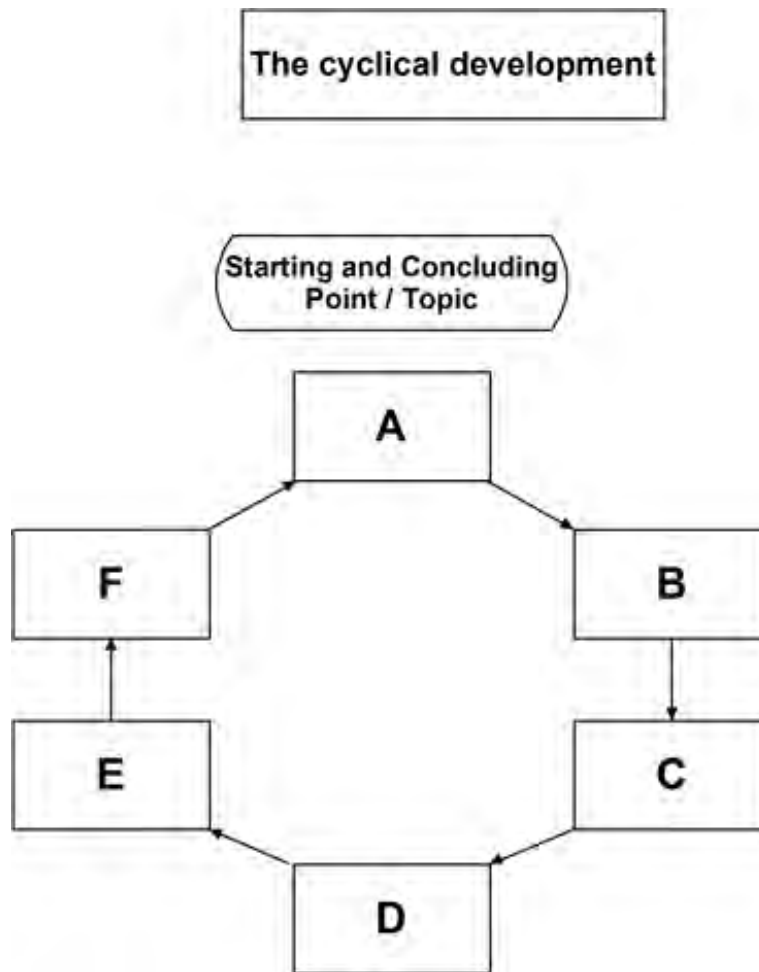 The cyclical development
Starting and Concluding
Point / Topic
A
F
B
E
C
D